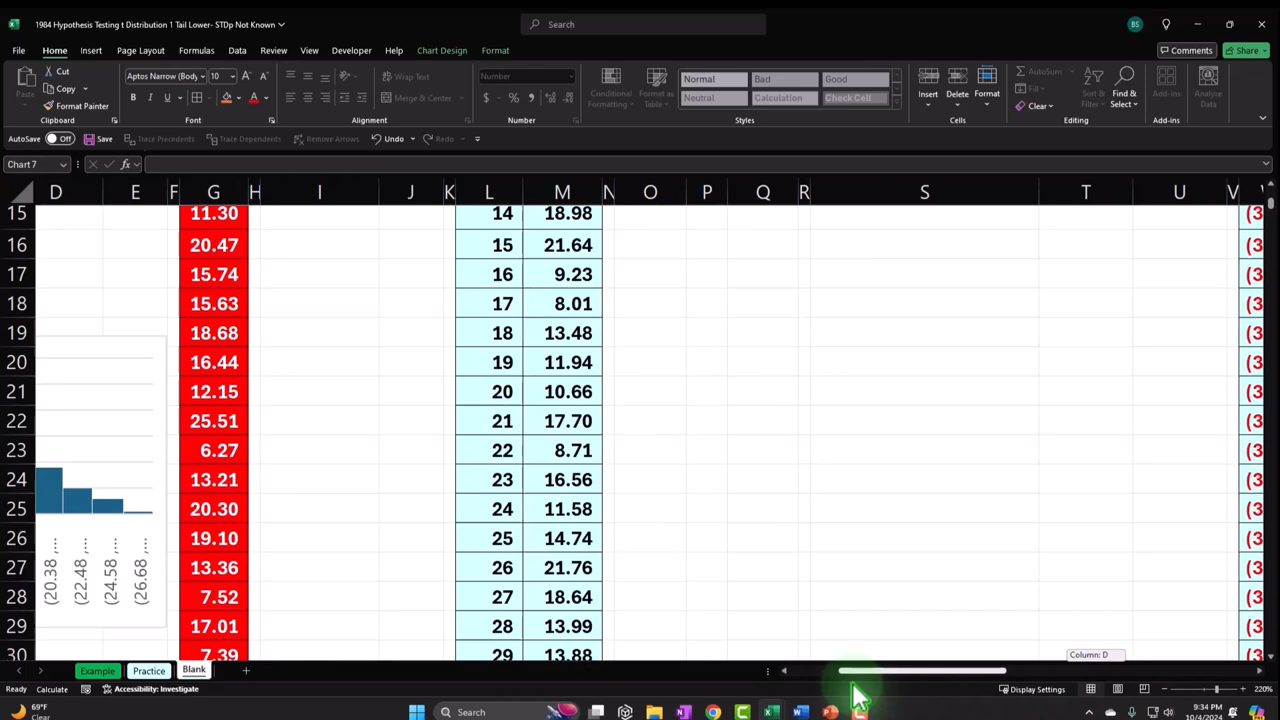 1984 Hypothesis Testing t Distribution 1 Tail Lower- STDp Not Known
Search
BS
File Home Insert Page Layout Formulas Data Review View Developer Help Chart Design Format
Comments Share
Paste Cut Copy Format Painter Clipboard
Aptos Narrow (Body 10 A A B I U A Font
Wrap Text Merge & Center Alignment
Number $ % Number
Conditional Formatting Format as Table
Normal Bad Good
Neutral Calculation Check Cell
Styles
Insert Delete Format Cells
AutoSum Fill Clear Sort & Filter Find & Select Editing
Add-ins Add-ins
Analyze Data
AutoSave Off Save Trace Precedents Trace Dependents Remove Arrows Undo Redo
Chart 7 fx
D E F G H I J K L M N O P Q R S T U V
15 11.30 14 18.98 (3
16 20.47 15 21.64 (3
17 15.74 16 9.23 (3
18 15.63 17 8.01 (3
19 18.68 18 13.48 (3
20 16.44 19 11.94 (3
21 12.15 20 10.66 (3
22 25.51 21 17.70 (3
23 6.27 22 8.71 (3
24 13.21 23 16.56 (3
25 20.30 24 11.58 (3
26 19.10 25 14.74 (3
27 13.36 26 21.76 (3
28 7.52 27 18.64 (3
29 17.01 28 13.99 (3
30 7.39 29 13.88 (3
(20.38 ,...
(22.48 ,...
(24.58 ,...
(26.68 ,...
Column: D
Example Practice Blank +
Ready Calculate Accessibility: Investigate Display Settings 220%
69°F
Clear
Search
9:34 PM
10/4/2024